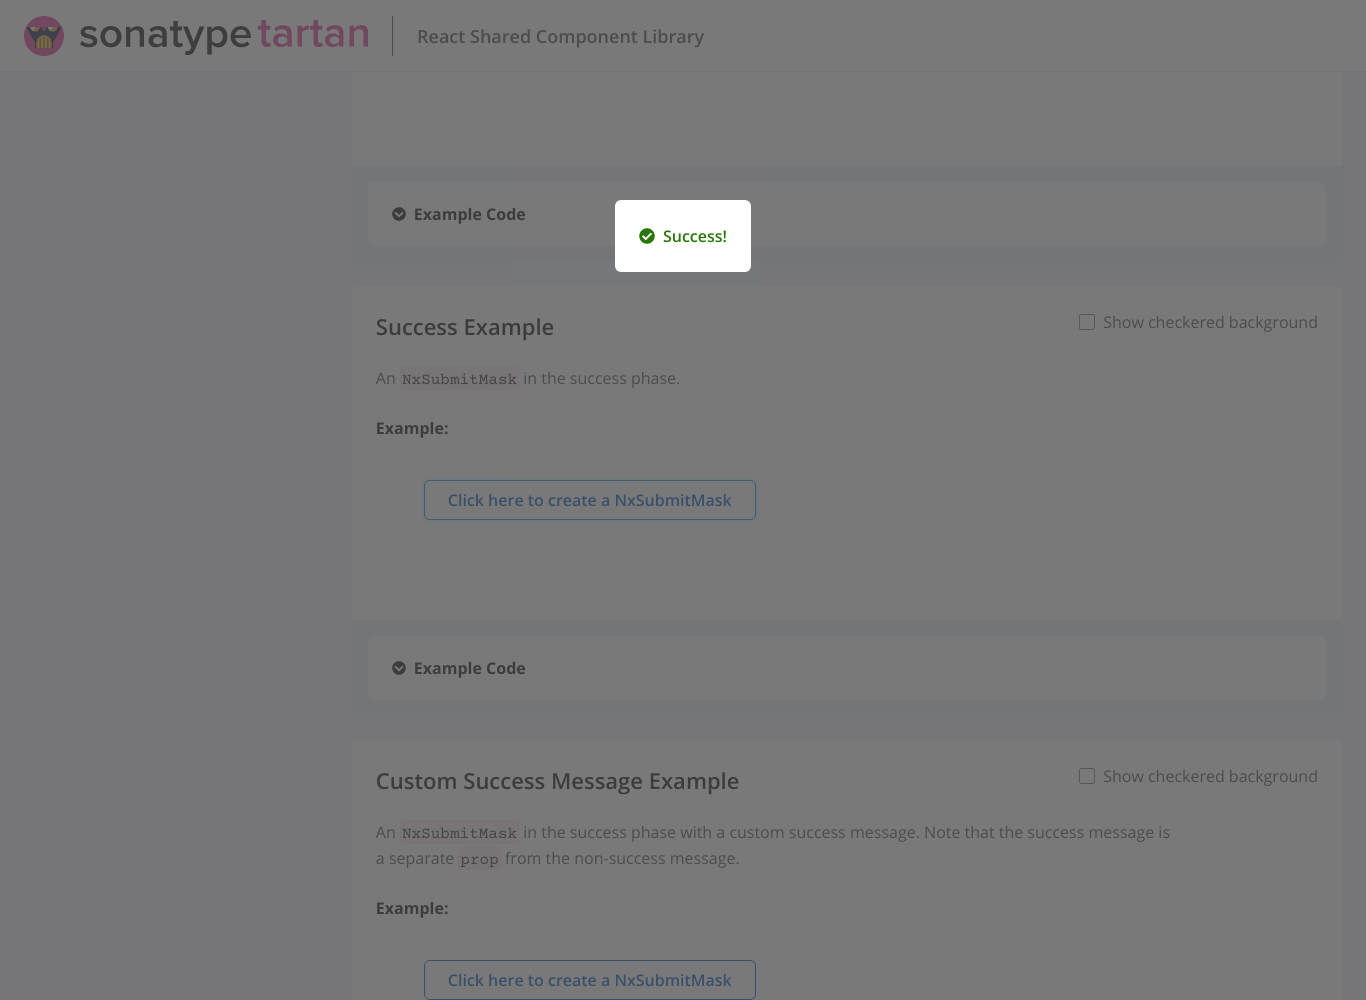 sonatype tartan React Shared Component Library
Example Code
Success!
Success Example
Show checkered background
An NxSubmitMask in the success phase.
Example:
Click here to create a NxSubmitMask
Example Code
Custom Success Message Example
Show checkered background
An NxSubmitMask in the success phase with a custom success message. Note that the success message is
a separate prop from the non-success message.
Example:
Click here to create a NxSubmitMask